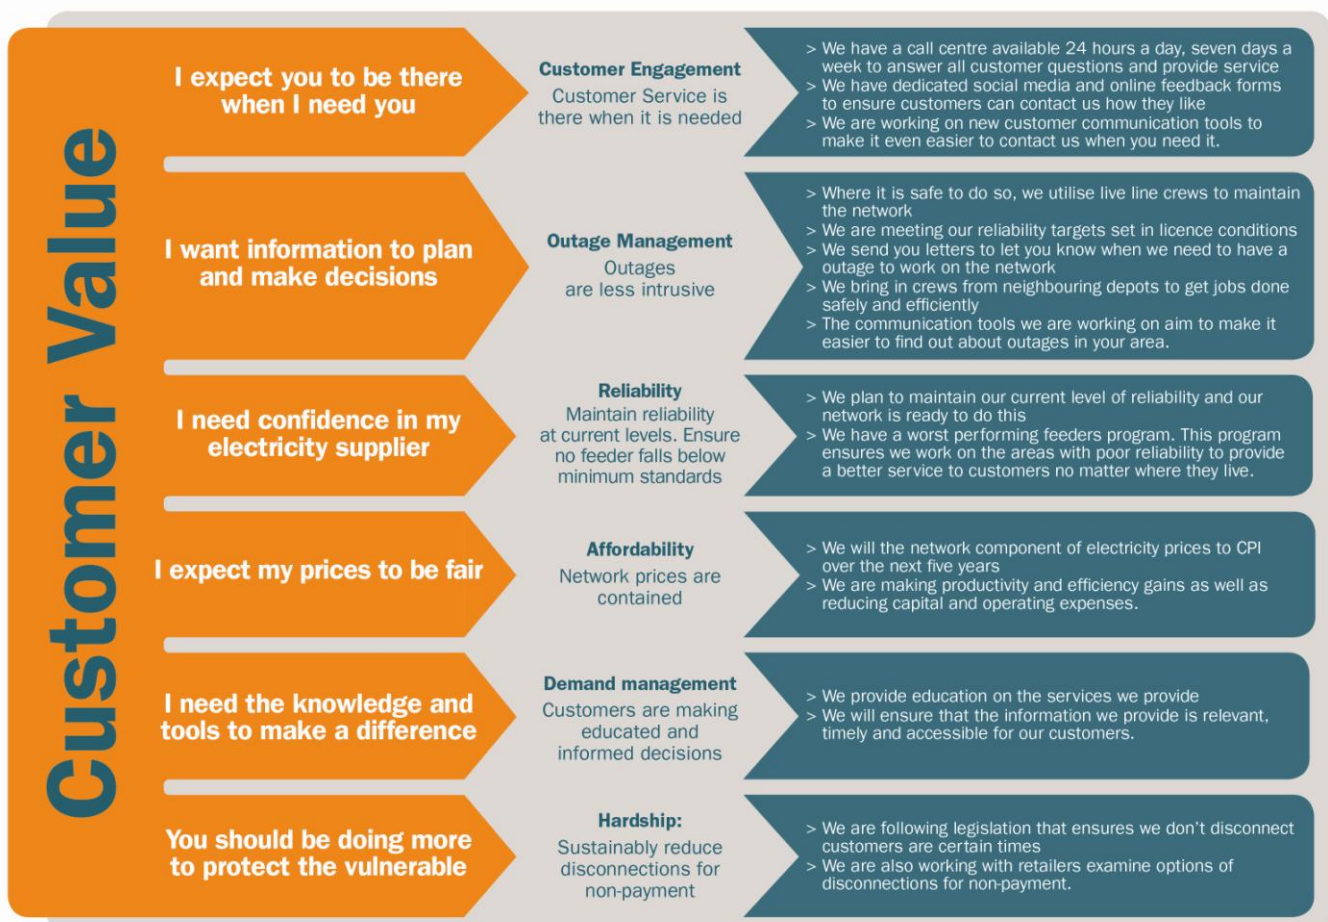 Customer Value
I expect you to be there
when I need you
Customer Engagement
Customer Service is
there when it is needed
> We have a call centre available 24 hours a day, seven days a
week to answer all customer questions and provide service
> We have dedicated social media and online feedback forms
to ensure customers can contact us how they like
> We are working on new customer communication tools to
make it even easier to contact us when you need it.
I want information to plan
and make decisions
Outage Management
Outages
are less intrusive
> Where it is safe to do so, we utilise live line crews to maintain
the network
> We are meeting our reliability targets set in licence conditions
> We send you letters to let you know when we need to have a
outage to work on the network
> We bring in crews from neighbouring depots to get jobs done
safely and efficiently
> The communication tools we are working on aim to make it
easier to find out about outages in your area.
I need confidence in my
electricity supplier
Reliability
Maintain reliability
at current levels. Ensure
no feeder falls below
minimum standards
> We plan to maintain our current level of reliability and our
network is ready to do this
> We have a worst performing feeders program. This program
ensures we work on the areas with poor reliability to provide
a better service to customers no matter where they live.
I expect my prices to be fair
Affordability
Network prices are
contained
> We will the network component of electricity prices to CPI
over the next five years
> We are making productivity and efficiency gains as well as
reducing capital and operating expenses.
I need the knowledge and
tools to make a difference
Demand management
Customers are making
educated and
informed decisions
> We provide education on the services we provide
> We will ensure that the information we provide is relevant,
timely and accessible for our customers.
You should be doing more
to protect the vulnerable
Hardship:
Sustainably reduce
disconnections for
non-payment
> We are following legislation that ensures we don't disconnect
customers are certain times
> We are also working with retailers examine options of
disconnections for non-payment.